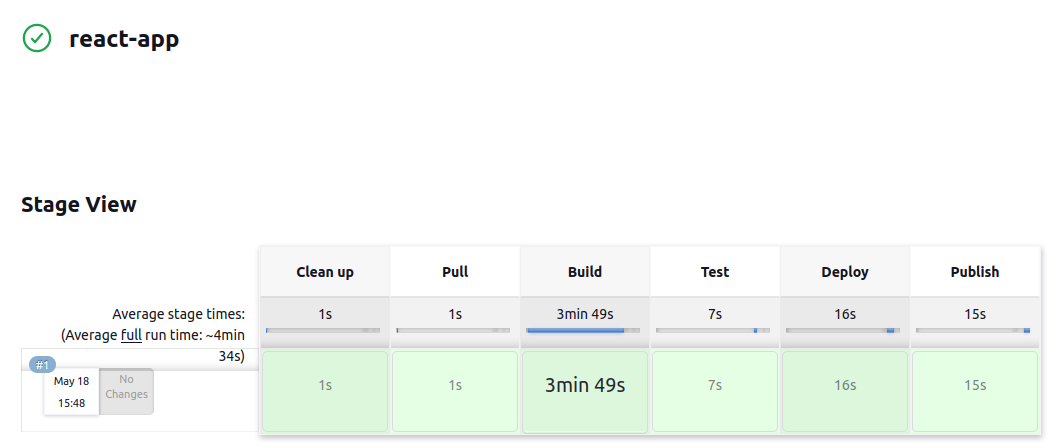 react-app
Stage View
Clean up Pull Build Test Deploy Publish
Average stage times: 1s 1s 3min 49s 7s 16s 15s
(Average full run time: ~4min
34s)
#1
May 18 No 1s 1s 3min 49s 7s 16s 15s
Changes
15:48